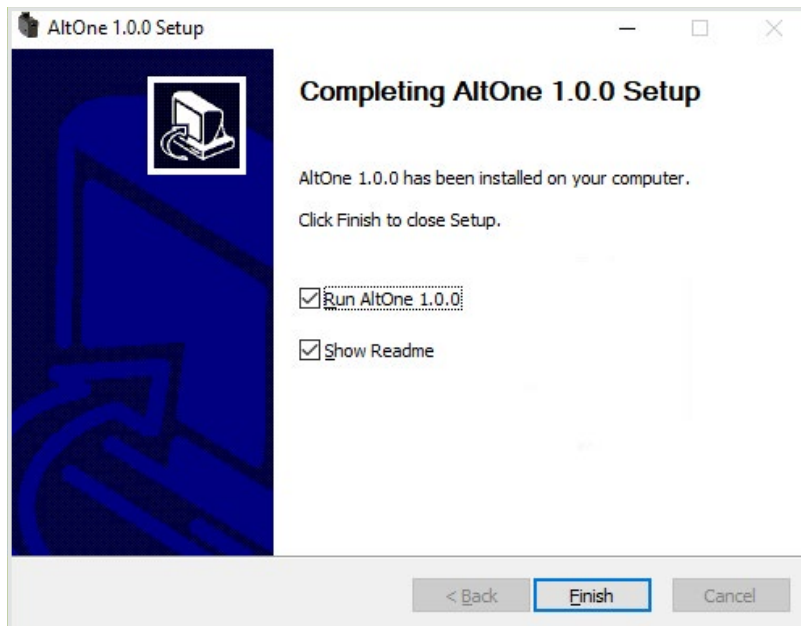 AltOne 1.0.0 Setup
Completing AltOne 1.0.0 Setup
AltOne 1.0.0 has been installed on your computer.
Click Finish to close Setup.
Run AltOne 1.0.0
Show Readme
< Back
Finish
Cancel